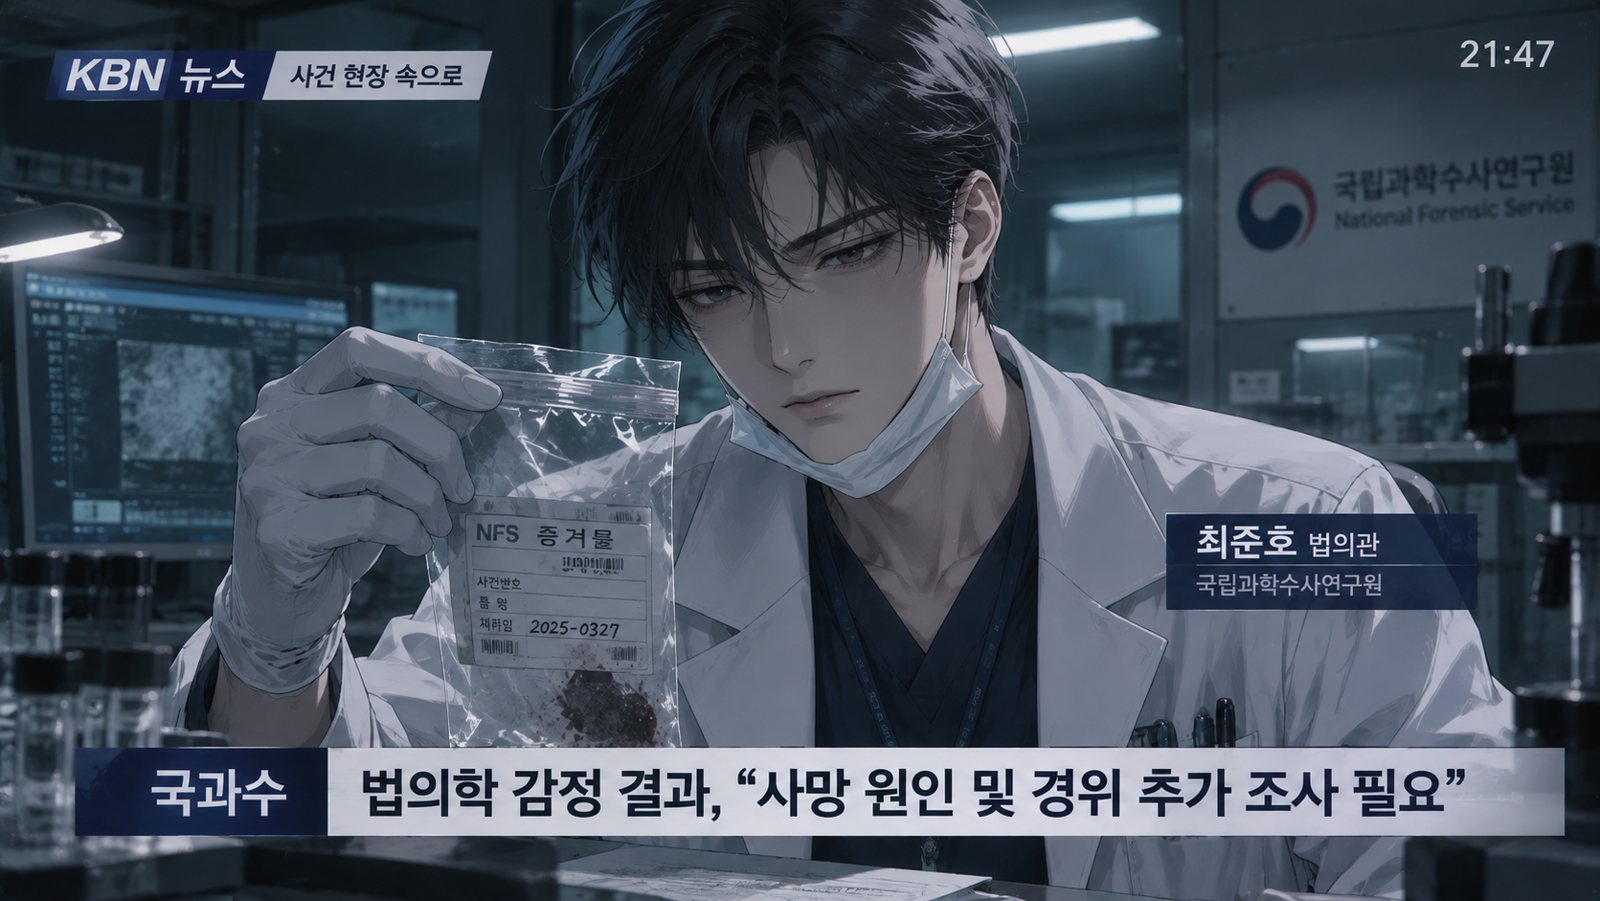 KBN 뉴스 사건 현장 속으로
21:47
국립과학수사연구원
National Forensic Service
NFS 증거물
사건번호
품명
채취일 2025-0327
최준호 법의관
국립과학수사연구원
국과수 법의학 감정 결과, “사망 원인 및 경위 추가 조사 필요”